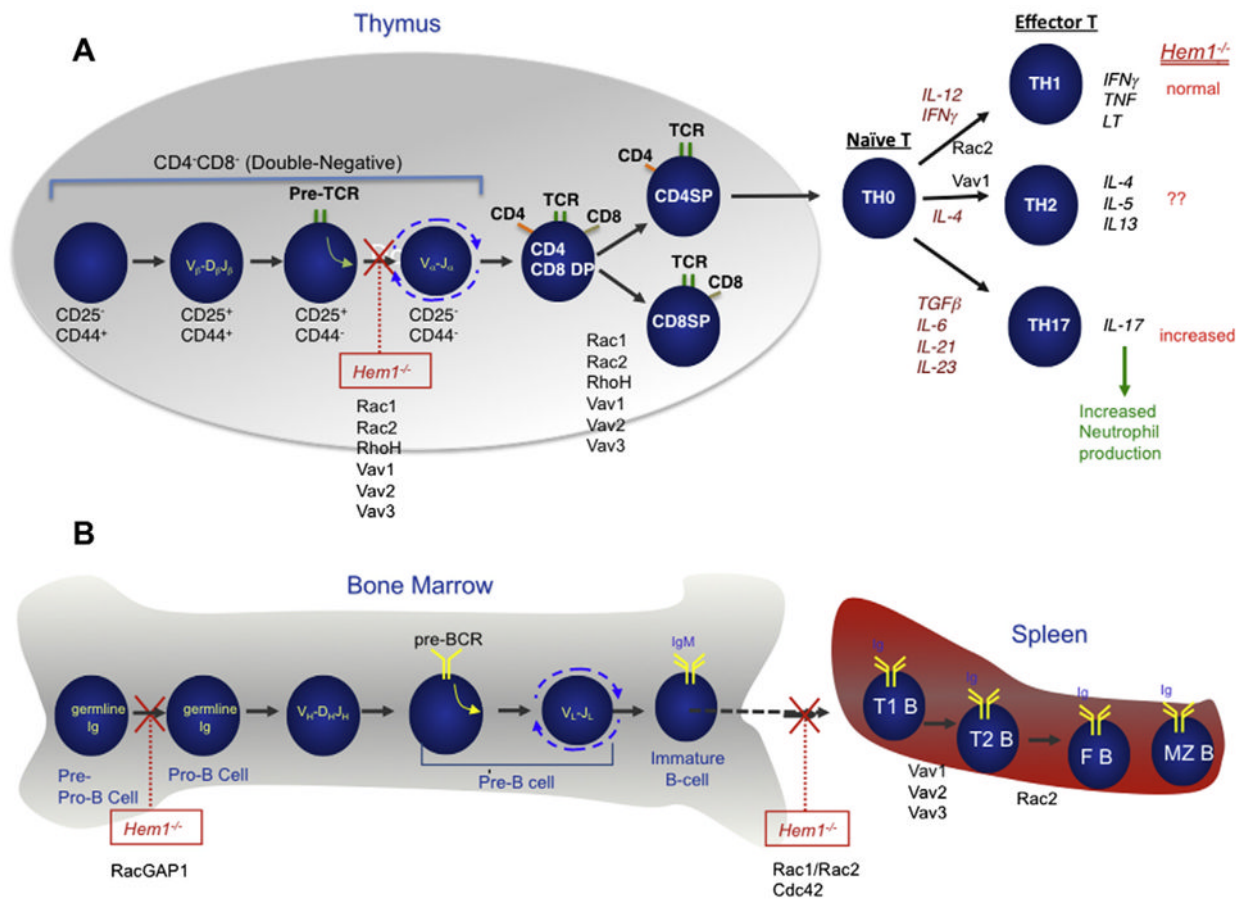 A
Thymus
CD4-CD8- (Double-Negative)
Pre-TCR
Vβ-DβJβ
Vα-Jα
CD25-
CD44+
CD25+
CD44+
CD25+
CD44-
CD25-
CD44-
Hem1-/-
Rac1
Rac2
RhoH
Vav1
Vav2
Vav3
CD4
TCR
CD8
CD4
CD8 DP
TCR
CD4
CD4SP
TCR
CD8
CD8SP
Rac1
Rac2
RhoH
Vav1
Vav2
Vav3
Naïve T
TH0
IL-12
IFNγ
Rac2
Vav1
IL-4
TGFβ
IL-6
IL-21
IL-23
Effector T
TH1
TH2
TH17
IFNγ
TNF
LT
IL-4
IL-5
IL13
IL-17
Increased
Neutrophil
production
Hem1-/-
normal
??
increased
B
Bone Marrow
germline
Ig
Pre-
Pro-B Cell
germline
Ig
Pro-B Cell
VH-DHJH
pre-BCR
VL-JL
Pre-B cell
IgM
Immature
B-cell
Hem1-/-
RacGAP1
Hem1-/-
Rac1/Rac2
Cdc42
Spleen
Ig
T1 B
Ig
T2 B
Ig
F B
Ig
MZ B
Vav1
Vav2
Vav3
Rac2